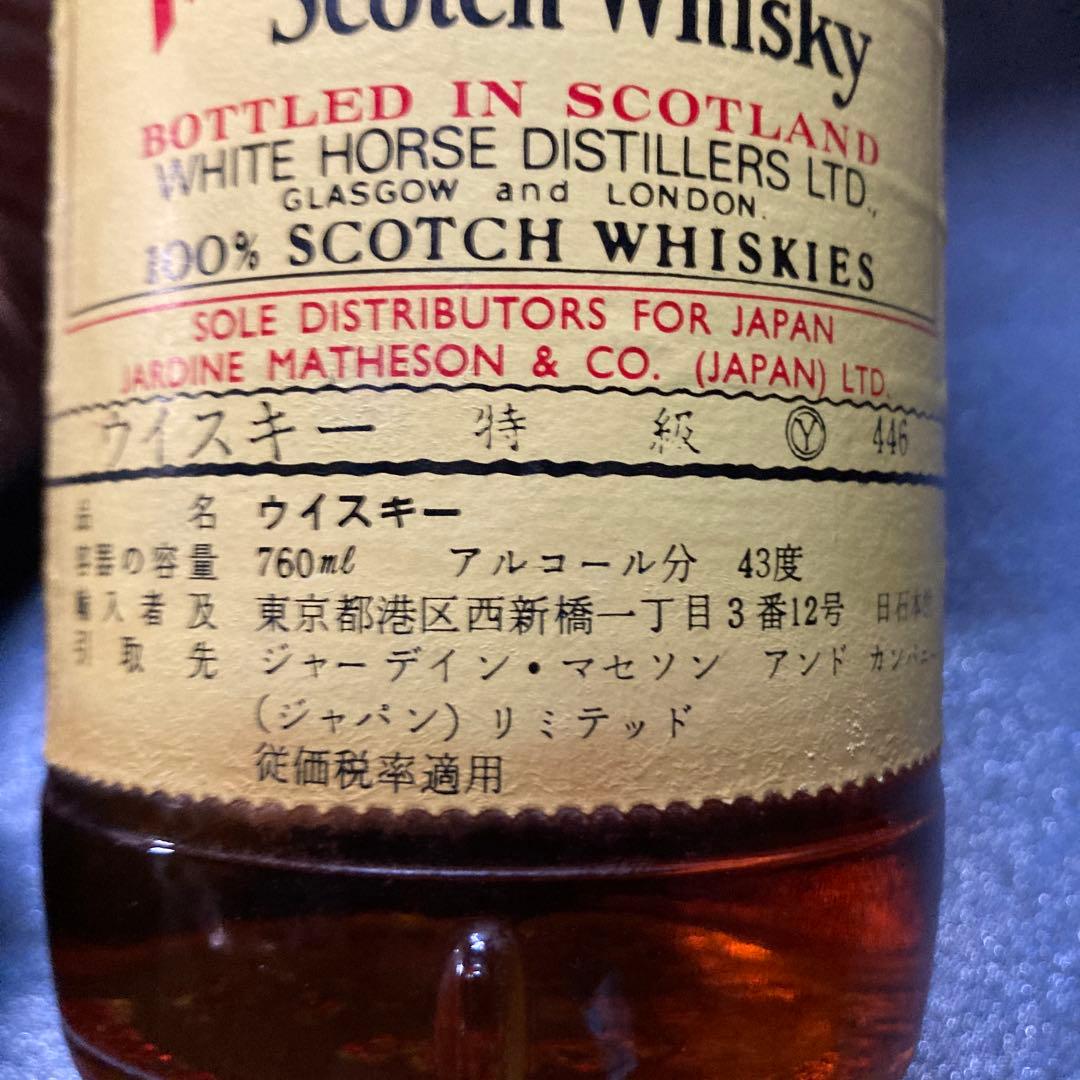 Scotch Whisky
BOTTLED IN SCOTLAND
WHITE HORSE DISTILLERS LTD.,
GLASGOW and LONDON.
100% SCOTCH WHISKIES
SOLE DISTRIBUTORS FOR JAPAN
JARDINE MATHESON & CO. (JAPAN) LTD.
ウイスキー 特 級 Ⓨ 446
品 名 ウイスキー
容器の容量 760ml アルコール分 43度
輸入者及 東京都港区西新橋一丁目3番12号 日石本
引取先 ジャーデイン・マセソン アンド カンパニー
(ジャパン)リミテッド
従価税率適用